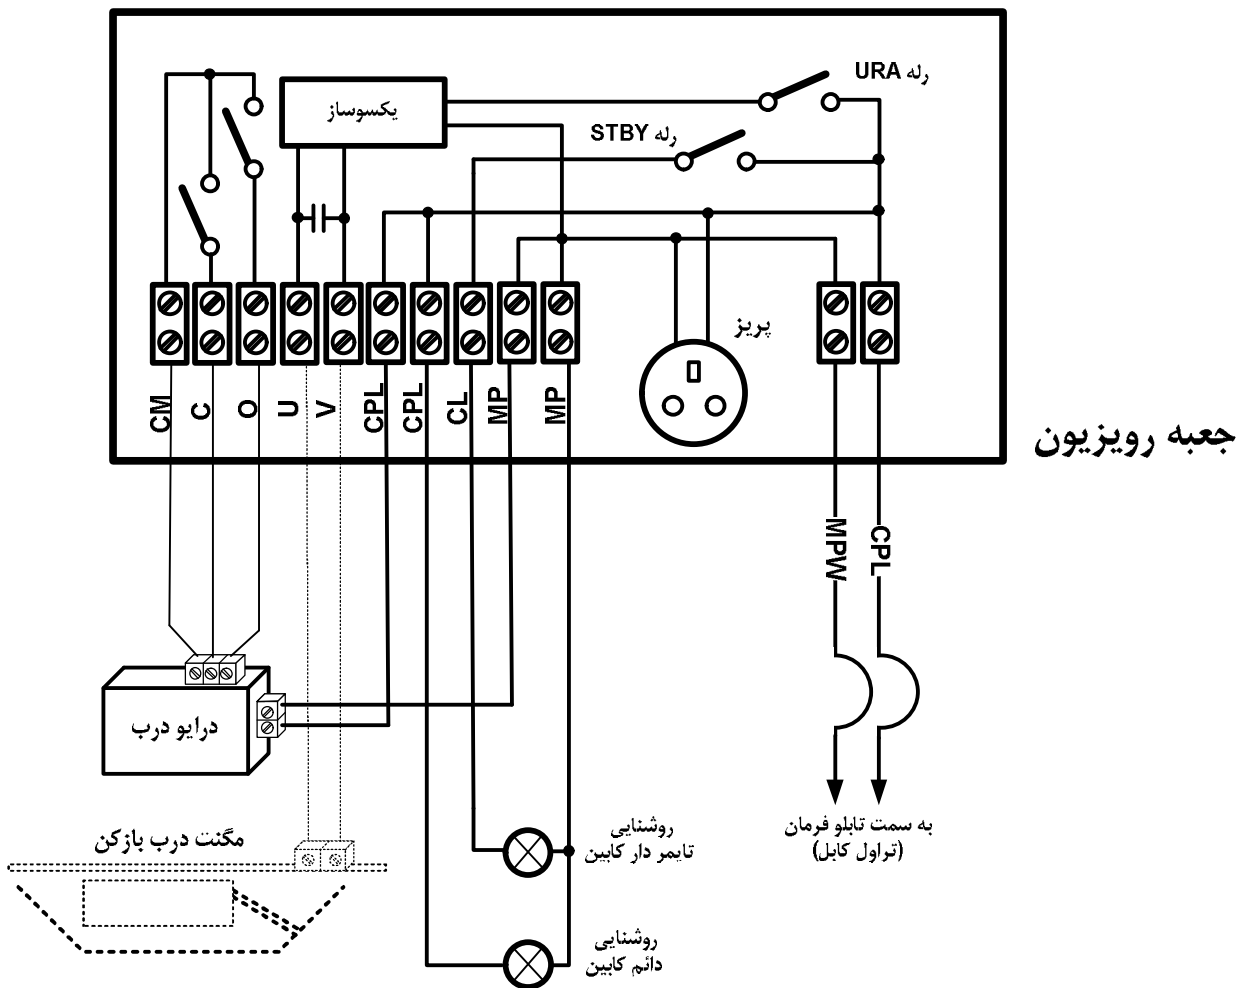 رله URA
یکسوساز
رله STBY
پریز
CM
C
O
U
V
CPL
CPL
CL
MP
MP
جعبه رویزیون
MPW
CPL
درایو درب
به سمت تابلو فرمان
(تراول کابل)
روشنایی
تایمر دار کابین
مگنت درب بازکن
روشنایی
دائم کابین